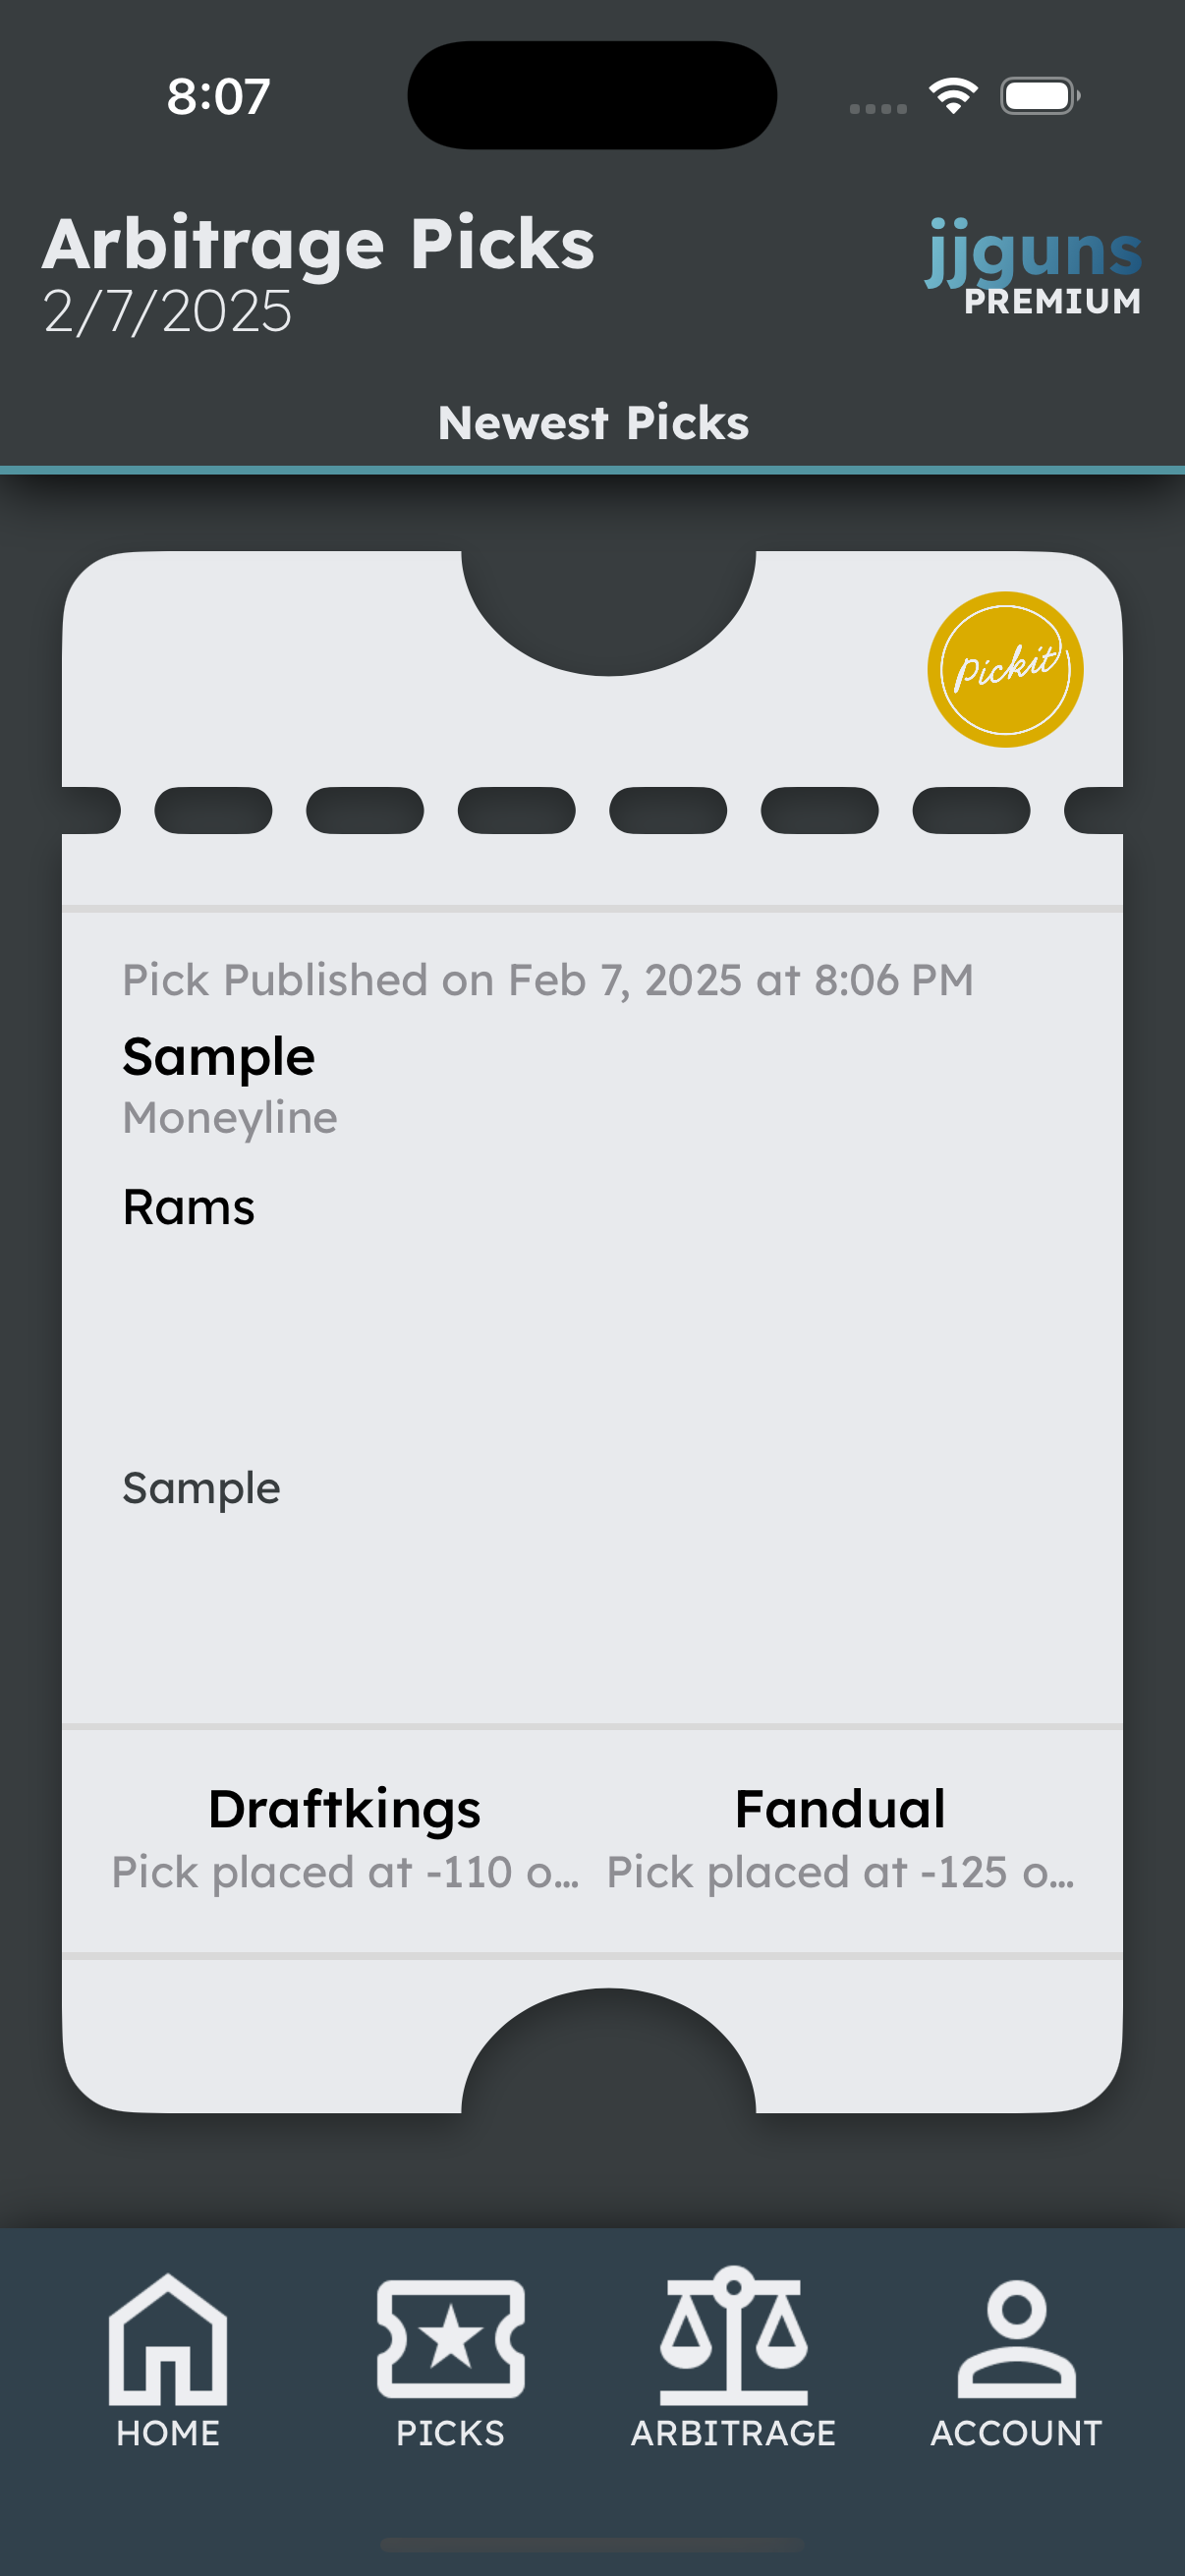 8:07
Arbitrage Picks
2/7/2025
jjguns
PREMIUM
Newest Picks
Pickit
Pick Published on Feb 7, 2025 at 8:06 PM
Sample
Moneyline
Rams
Sample
Draftkings
Pick placed at -110 o...
Fandual
Pick placed at -125 o...
HOME
PICKS
ARBITRAGE
ACCOUNT